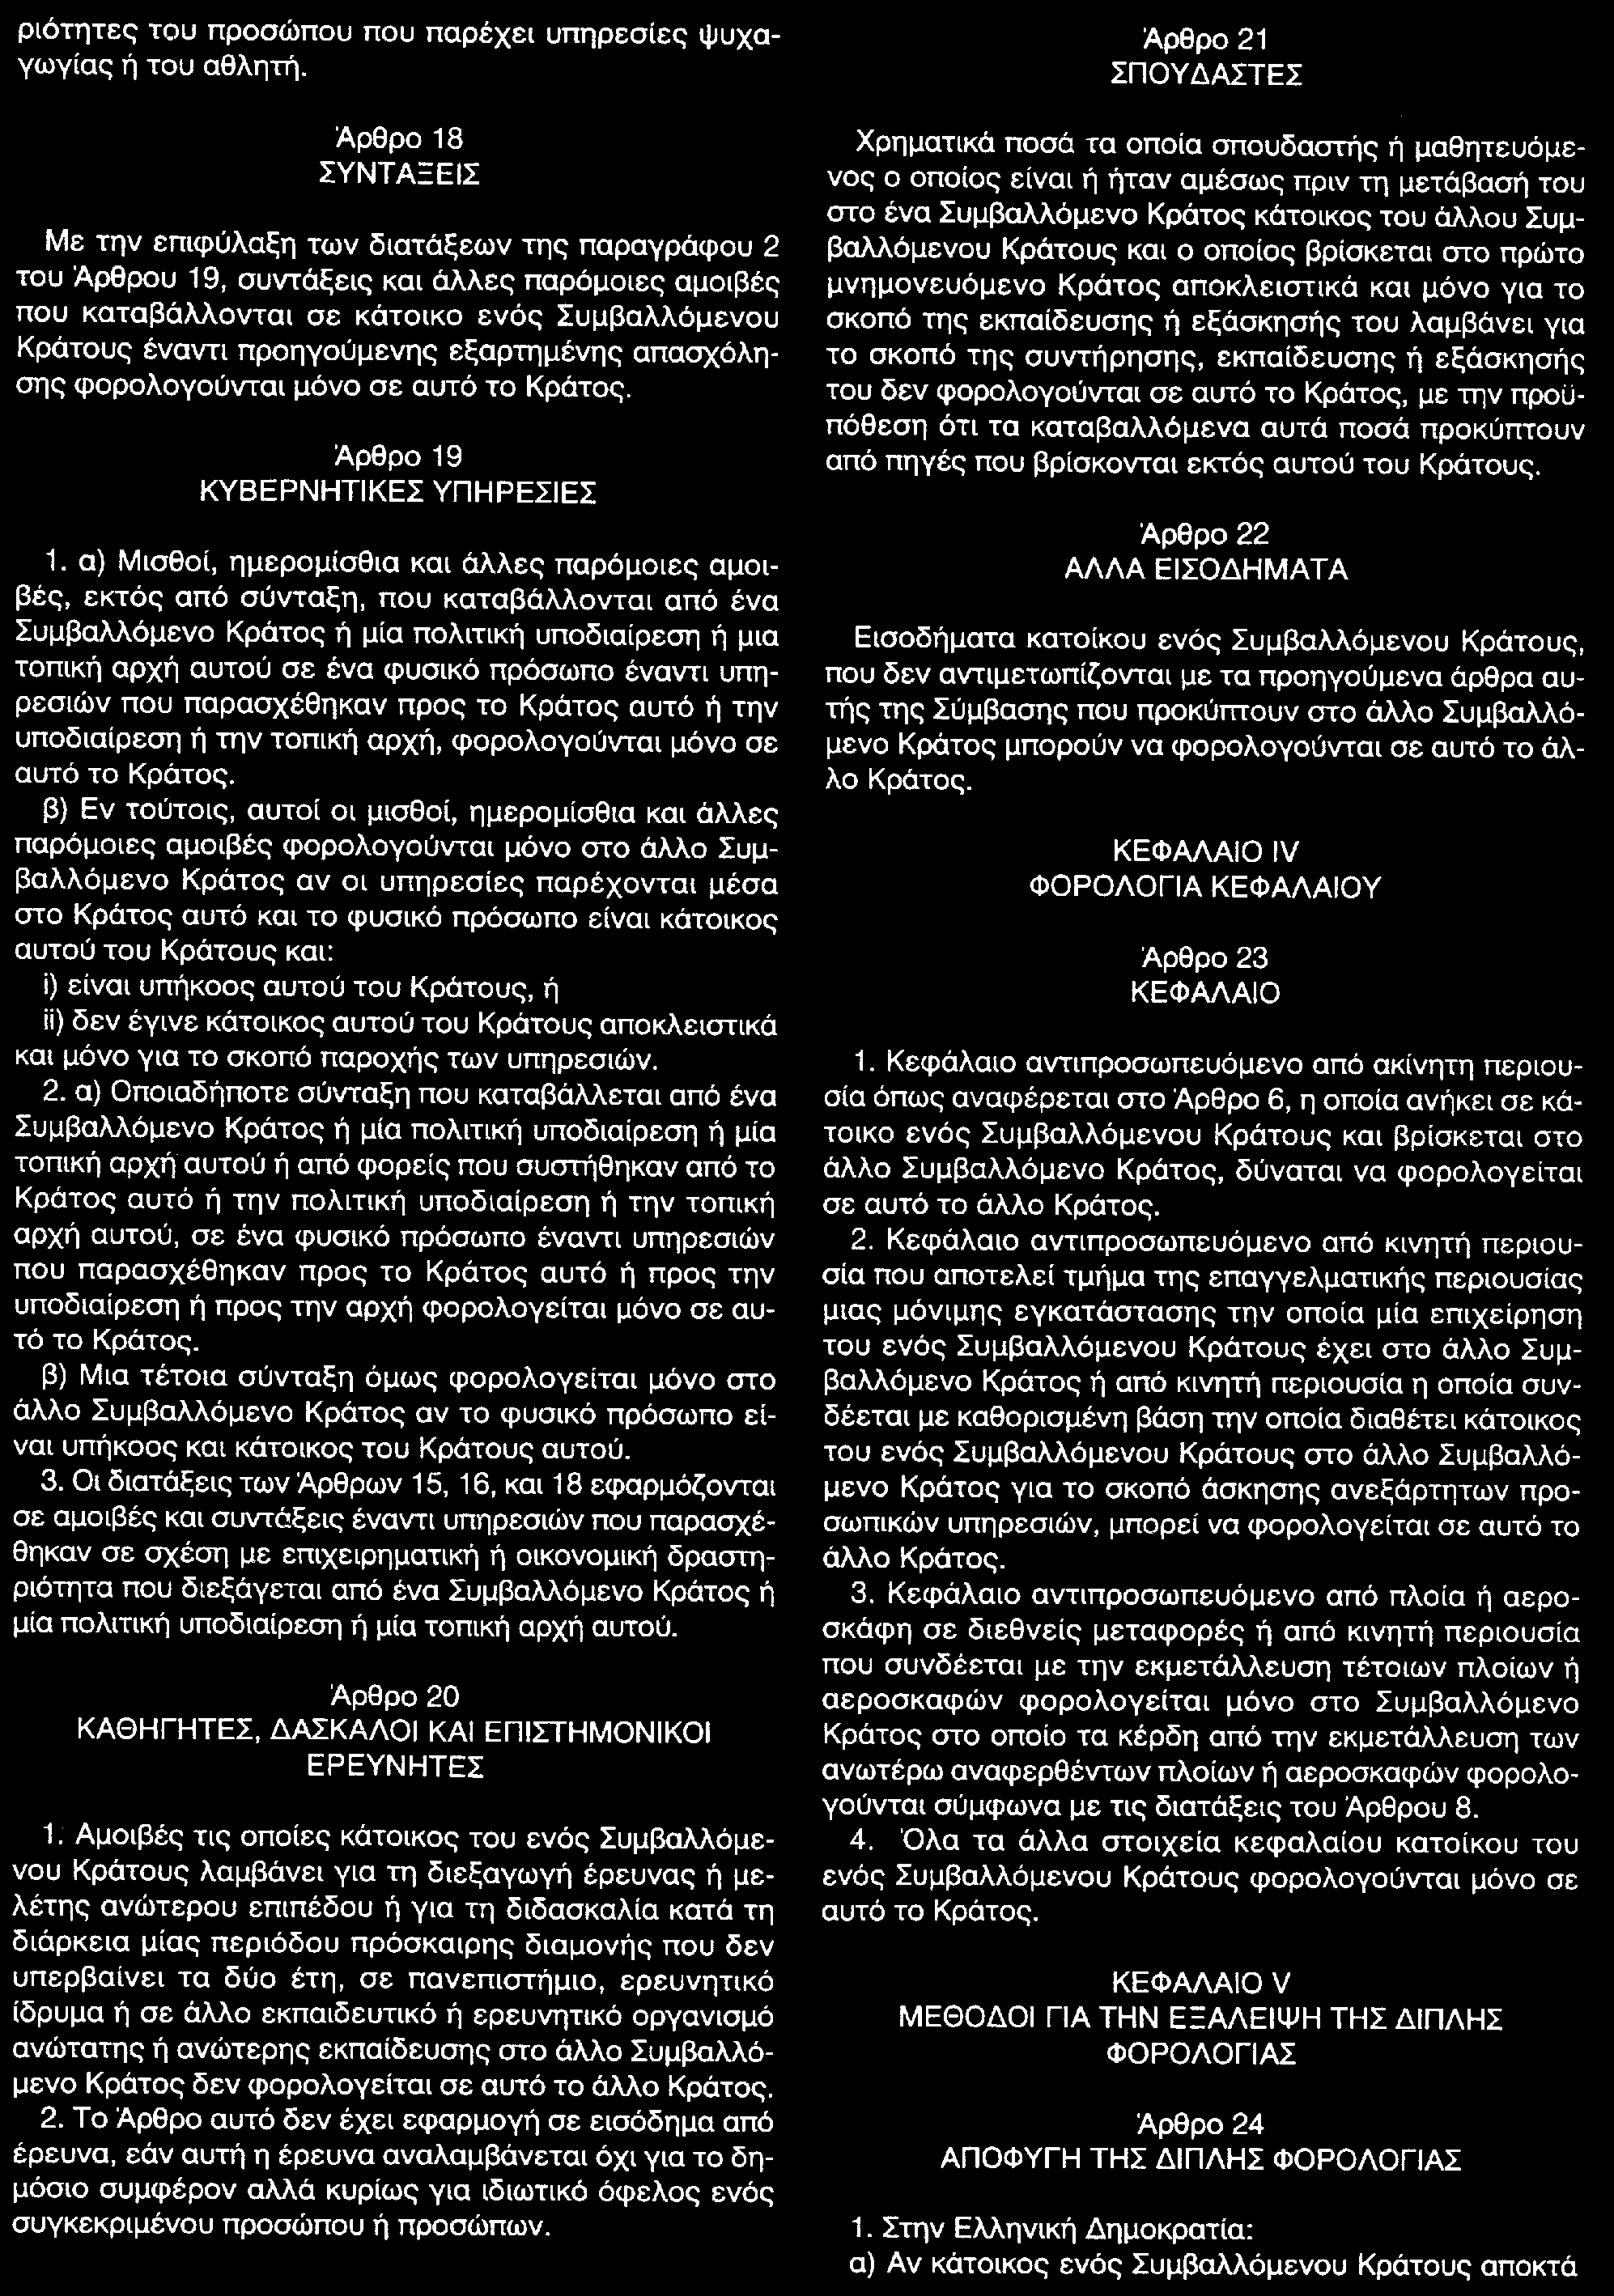 ριότητες του προσώπου που παρέχει υπηρεσίες ψυχα-
γωγίας ή του αθλητή.
Άρθρο 18
ΣΥΝΤΑΞΕΙΣ
Με την επιφύλαξη των διατάξεων της παραγράφου 2
του Άρθρου 19, συντάξεις και άλλες παρόμοιες αμοιβές
που καταβάλλονται σε κάτοικο ενός Συμβαλλόμενου
Κράτους έναντι προηγούμενης εξαρτημένης απασχόλη-
σης φορολογούνται μόνο σε αυτό το Κράτος.
Άρθρο 19
ΚΥΒΕΡΝΗΤΙΚΕΣ ΥΠΗΡΕΣΙΕΣ
1. α) Μισθοί, ημερομίσθια και άλλες παρόμοιες αμοι-
βές, εκτός από σύνταξη, που καταβάλλονται από ένα
Συμβαλλόμενο Κράτος ή μία πολιτική υποδιαίρεση ή μια
τοπική αρχή αυτού σε ένα φυσικό πρόσωπο έναντι υπη-
ρεσιών που παρασχέθηκαν προς το Κράτος αυτό ή την
υποδιαίρεση ή την τοπική αρχή, φορολογούνται μόνο σε
αυτό το Κράτος.
β) Εν τούτοις, αυτοί οι μισθοί, ημερομίσθια και άλλες
παρόμοιες αμοιβές φορολογούνται μόνο στο άλλο Συμ-
βαλλόμενο Κράτος αν οι υπηρεσίες παρέχονται μέσα
στο Κράτος αυτό και το φυσικό πρόσωπο είναι κάτοικος
αυτού του Κράτους και:
i) είναι υπήκοος αυτού του Κράτους, ή
ii) δεν έγινε κάτοικος αυτού του Κράτους αποκλειστικά
και μόνο για το σκοπό παροχής των υπηρεσιών.
2. α) Οποιαδήποτε σύνταξη που καταβάλλεται από ένα
Συμβαλλόμενο Κράτος ή μία πολιτική υποδιαίρεση ή μία
τοπική αρχή αυτού ή από φορείς που συστήθηκαν από το
Κράτος αυτό ή την πολιτική υποδιαίρεση ή την τοπική
αρχή αυτού, σε ένα φυσικό πρόσωπο έναντι υπηρεσιών
που παρασχέθηκαν προς το Κράτος αυτό ή προς την
υποδιαίρεση ή προς την αρχή φορολογείται μόνο σε αυ-
τό το Κράτος.
β) Μια τέτοια σύνταξη όμως φορολογείται μόνο στο
άλλο Συμβαλλόμενο Κράτος αν το φυσικό πρόσωπο εί-
ναι υπήκοος και κάτοικος του Κράτους αυτού.
3. Οι διατάξεις των Άρθρων 15, 16, και 18 εφαρμόζονται
σε αμοιβές και συντάξεις έναντι υπηρεσιών που παρασχέ-
θηκαν σε σχέση με επιχειρηματική ή οικονομική δραστη-
ριότητα που διεξάγεται από ένα Συμβαλλόμενο Κράτος ή
μία πολιτική υποδιαίρεση ή μία τοπική αρχή αυτού.
Άρθρο 20
ΚΑΘΗΓΗΤΕΣ, ΔΑΣΚΑΛΟΙ ΚΑΙ ΕΠΙΣΤΗΜΟΝΙΚΟΙ
ΕΡΕΥΝΗΤΕΣ
1. Αμοιβές τις οποίες κάτοικος του ενός Συμβαλλόμε-
νου Κράτους λαμβάνει για τη διεξαγωγή έρευνας ή με-
λέτης ανώτερου επιπέδου ή για τη διδασκαλία κατά τη
διάρκεια μίας περιόδου πρόσκαιρης διαμονής που δεν
υπερβαίνει τα δύο έτη, σε πανεπιστήμιο, ερευνητικό
ίδρυμα ή σε άλλο εκπαιδευτικό ή ερευνητικό οργανισμό
ανώτατης ή ανώτερης εκπαίδευσης στο άλλο Συμβαλλό-
μενο Κράτος δεν φορολογείται σε αυτό το άλλο Κράτος.
2. Το Άρθρο αυτό δεν έχει εφαρμογή σε εισόδημα από
έρευνα, εάν αυτή η έρευνα αναλαμβάνεται όχι για το δη-
μόσιο συμφέρον αλλά κυρίως για ιδιωτικό όφελος ενός
συγκεκριμένου προσώπου ή προσώπων.
Άρθρο 21
ΣΠΟΥΔΑΣΤΕΣ
Χρηματικά ποσά τα οποία σπουδαστής ή μαθητευόμε-
νος ο οποίος είναι ή ήταν αμέσως πριν τη μετάβασή του
στο ένα Συμβαλλόμενο Κράτος κάτοικος του άλλου Συμ-
βαλλόμενου Κράτους και ο οποίος βρίσκεται στο πρώτο
μνημονευόμενο Κράτος αποκλειστικά και μόνο για το
σκοπό της εκπαίδευσης ή εξάσκησής του λαμβάνει για
το σκοπό της συντήρησης, εκπαίδευσης ή εξάσκησής
του δεν φορολογούνται σε αυτό το Κράτος, με την προϋ-
πόθεση ότι τα καταβαλλόμενα αυτά ποσά προκύπτουν
από πηγές που βρίσκονται εκτός αυτού του Κράτους.
Άρθρο 22
ΑΛΛΑ ΕΙΣΟΔΗΜΑΤΑ
Εισοδήματα κατοίκου ενός Συμβαλλόμενου Κράτους,
που δεν αντιμετωπίζονται με τα προηγούμενα άρθρα αυ-
τής της Σύμβασης που προκύπτουν στο άλλο Συμβαλλό-
μενο Κράτος μπορούν να φορολογούνται σε αυτό το άλ-
λο Κράτος.
ΚΕΦΑΛΑΙΟ IV
ΦΟΡΟΛΟΓΙΑ ΚΕΦΑΛΑΙΟΥ
Άρθρο 23
ΚΕΦΑΛΑΙΟ
1. Κεφάλαιο αντιπροσωπευόμενο από ακίνητη περιου-
σία όπως αναφέρεται στο Άρθρο 6, η οποία ανήκει σε κά-
τοικο ενός Συμβαλλόμενου Κράτους και βρίσκεται στο
άλλο Συμβαλλόμενο Κράτος, δύναται να φορολογείται
σε αυτό το άλλο Κράτος.
2. Κεφάλαιο αντιπροσωπευόμενο από κινητή περιου-
σία που αποτελεί τμήμα της επαγγελματικής περιουσίας
μιας μόνιμης εγκατάστασης την οποία μία επιχείρηση
του ενός Συμβαλλόμενου Κράτους έχει στο άλλο Συμ-
βαλλόμενο Κράτος ή από κινητή περιουσία η οποία συν-
δέεται με καθορισμένη βάση την οποία διαθέτει κάτοικος
του ενός Συμβαλλόμενου Κράτους στο άλλο Συμβαλλό-
μενο Κράτος για το σκοπό άσκησης ανεξάρτητων προ-
σωπικών υπηρεσιών, μπορεί να φορολογείται σε αυτό το
άλλο Κράτος.
3. Κεφάλαιο αντιπροσωπευόμενο από πλοία ή αερο-
σκάφη σε διεθνείς μεταφορές ή από κινητή περιουσία
που συνδέεται με την εκμετάλλευση τέτοιων πλοίων ή
αεροσκαφών φορολογείται μόνο στο Συμβαλλόμενο
Κράτος στο οποίο τα κέρδη από την εκμετάλλευση των
ανωτέρω αναφερθέντων πλοίων ή αεροσκαφών φορολο-
γούνται σύμφωνα με τις διατάξεις του Άρθρου 8.
4. Όλα τα άλλα στοιχεία κεφαλαίου κατοίκου του
ενός Συμβαλλόμενου Κράτους φορολογούνται μόνο σε
αυτό το Κράτος.
ΚΕΦΑΛΑΙΟ V
ΜΕΘΟΔΟΙ ΓΙΑ ΤΗΝ ΕΞΑΛΕΙΨΗ ΤΗΣ ΔΙΠΛΗΣ
ΦΟΡΟΛΟΓΙΑΣ
Άρθρο 24
ΑΠΟΦΥΓΗ ΤΗΣ ΔΙΠΛΗΣ ΦΟΡΟΛΟΓΙΑΣ
1. Στην Ελληνική Δημοκρατία:
α) Αν κάτοικος ενός Συμβαλλόμενου Κράτους αποκτά